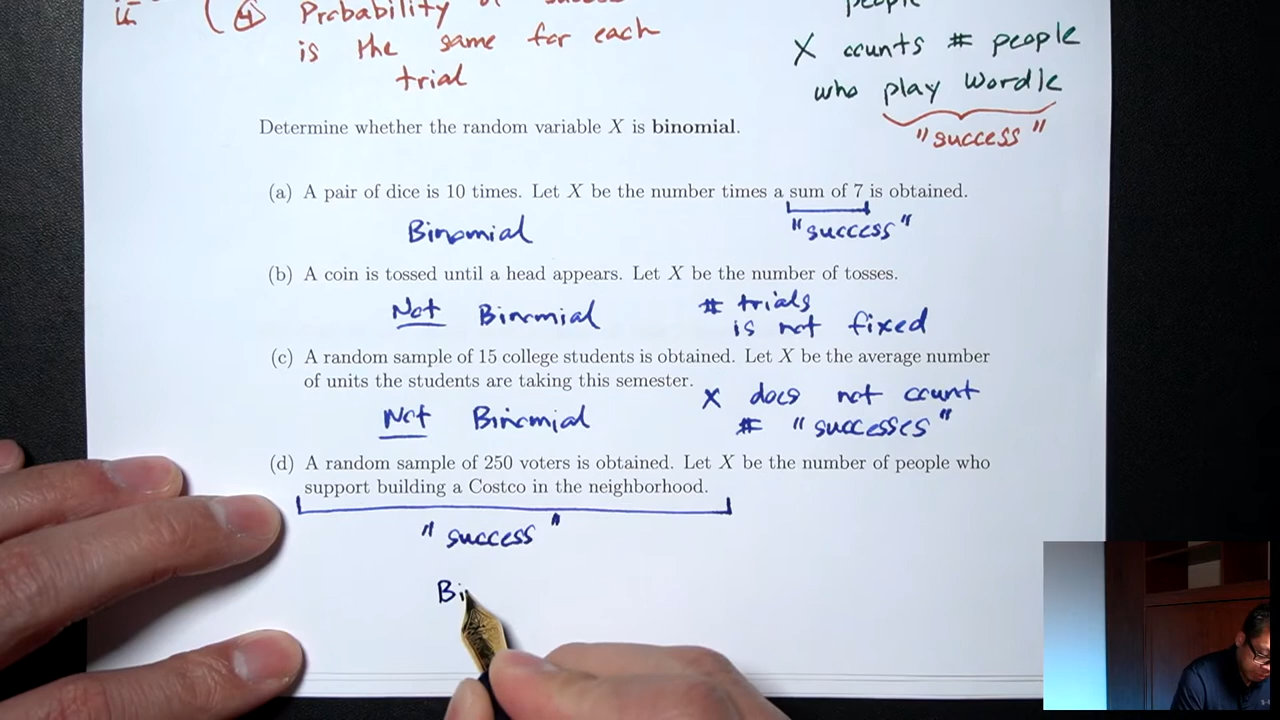 Probability
is the same for each
trial
people
X counts # people
who play Wordle
"success"
Determine whether the random variable X is binomial.
(a) A pair of dice is 10 times. Let X be the number times a sum of 7 is obtained.
Binomial "success"
(b) A coin is tossed until a head appears. Let X be the number of tosses.
Not Binomial # trials
is not fixed
(c) A random sample of 15 college students is obtained. Let X be the average number
of units the students are taking this semester.
X does not count
Not Binomial # "successes"
(d) A random sample of 250 voters is obtained. Let X be the number of people who
support building a Costco in the neighborhood.
"success"
Bi